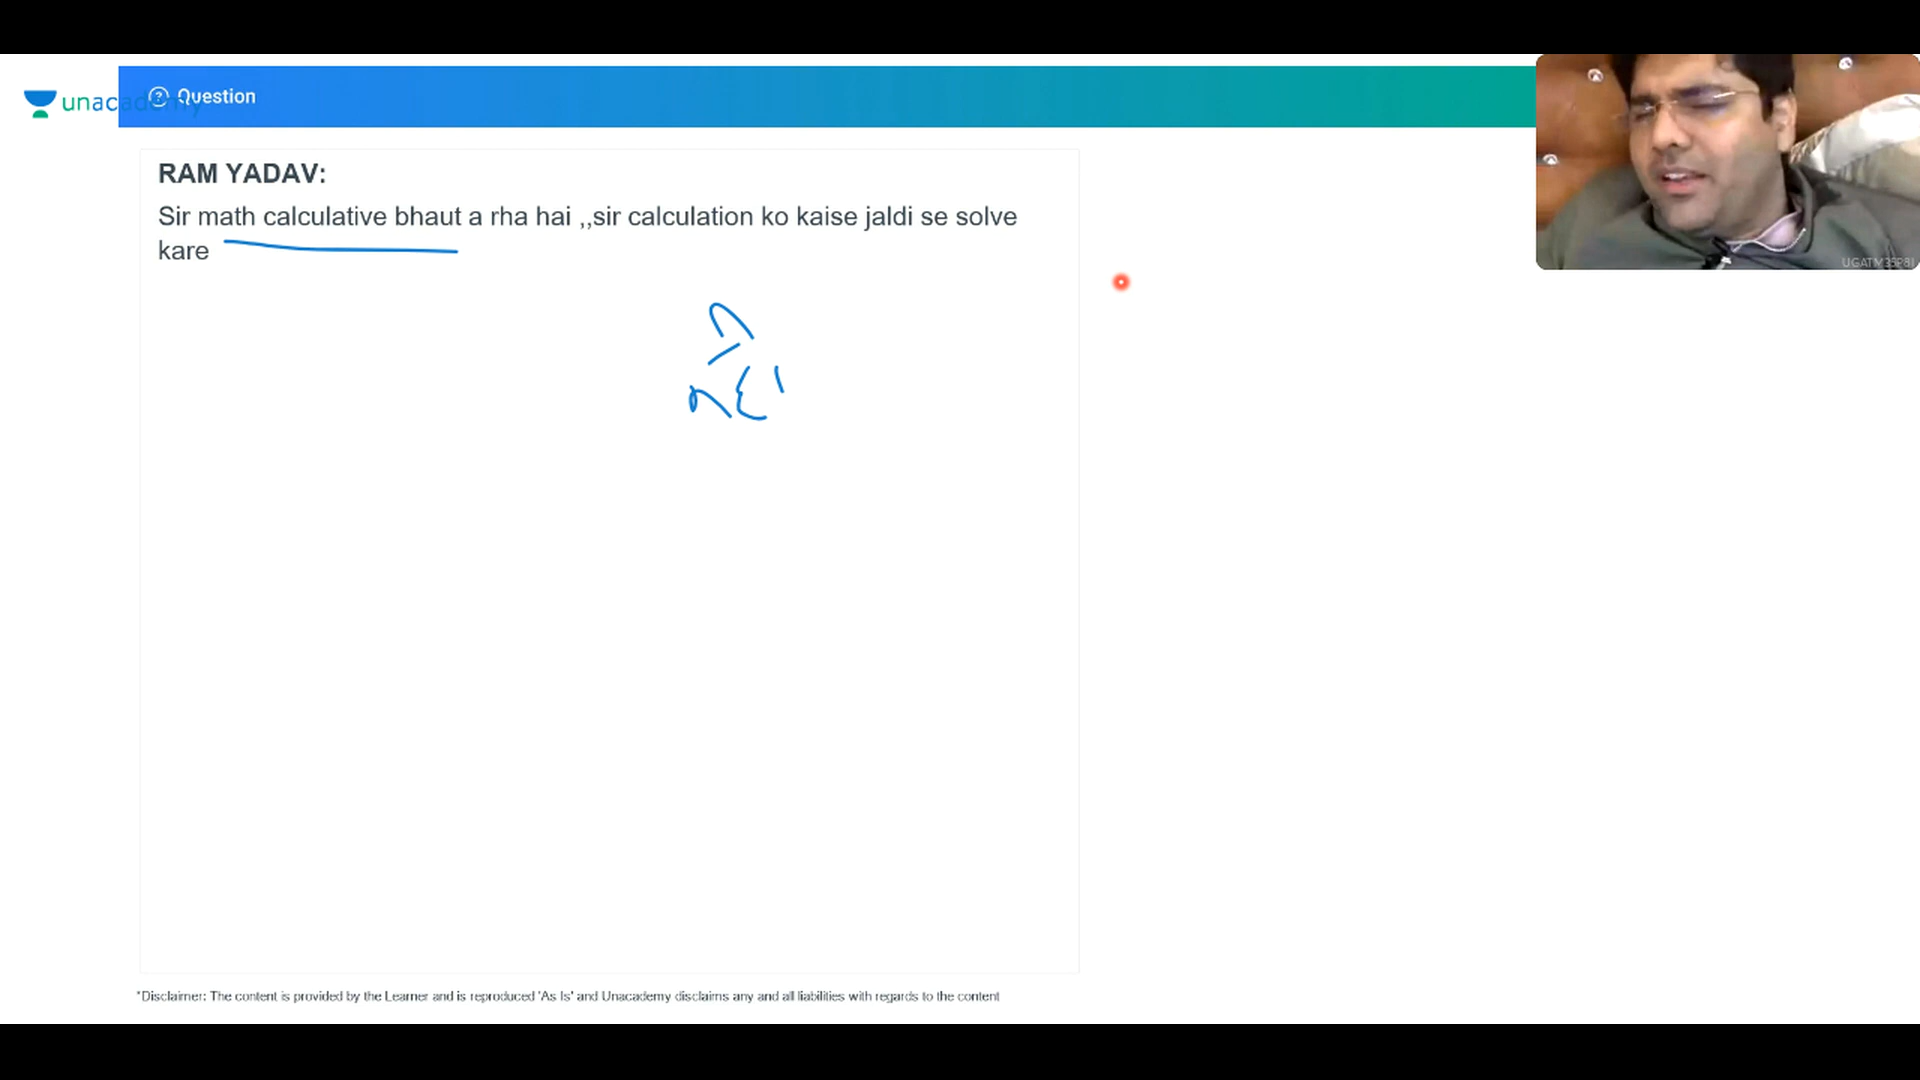 unacademy
Question
RAM YADAV:
Sir math calculative bhaut a rha hai ,,sir calculation ko kaise jaldi se solve
kare
UGATM35P8I
*Disclaimer: The content is provided by the Learner and is reproduced 'As Is' and Unacademy disclaims any and all liabilities with regards to the content